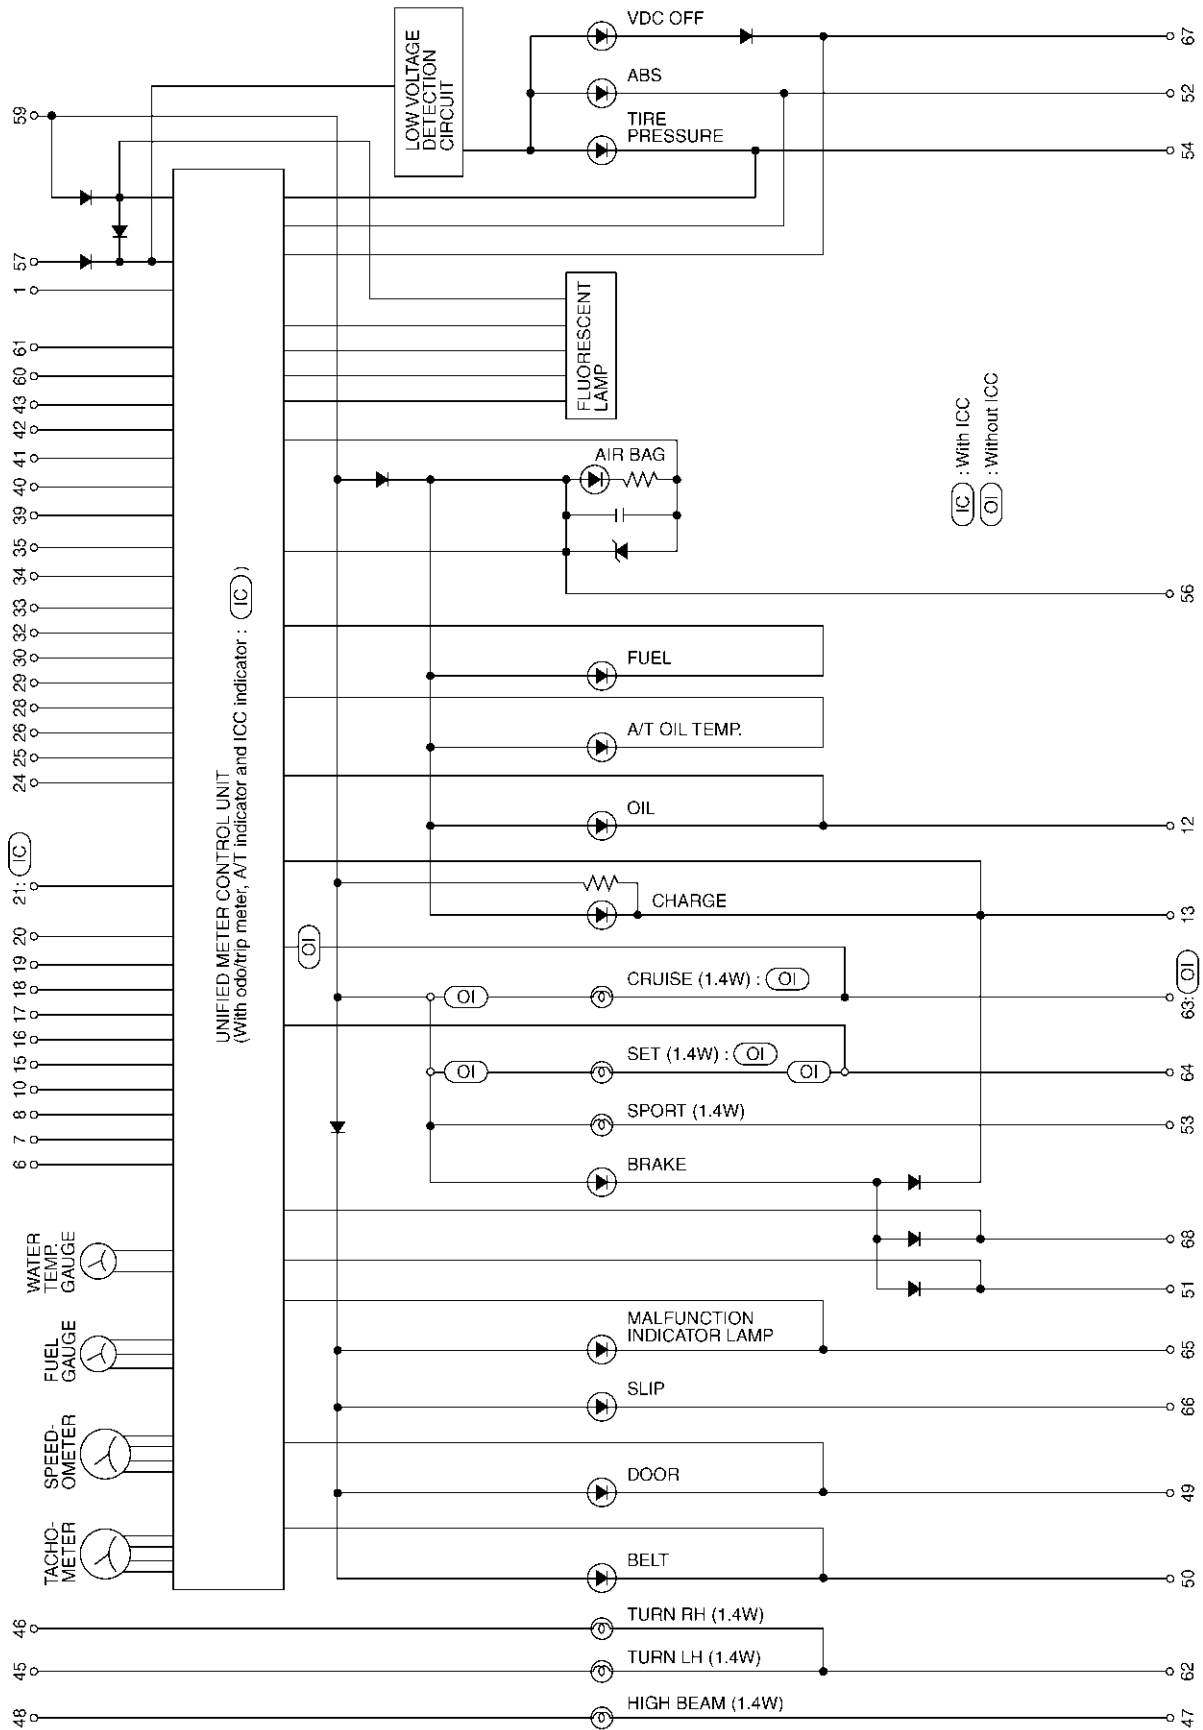 VDC OFF
67
ABS
52
TIRE
PRESSURE
54
LOW VOLTAGE
DETECTION
CIRCUIT
59
57
1
61
60
43
42
41
40
39
35
34
33
32
30
29
28
26
25
24
21: IC
20
19
18
17
16
15
10
8
7
6
FLUORESCENT
LAMP
AIR BAG
IC : With ICC
OI : Without ICC
56
UNIFIED METER CONTROL UNIT
(With odo/trip meter, A/T indicator and ICC indicator : IC )
FUEL
A/T OIL TEMP.
OIL
12
CHARGE
13
OI
CRUISE (1.4W) : OI
OI
63: OI
SET (1.4W) : OI
OI
OI
64
SPORT (1.4W)
53
BRAKE
68
51
WATER
TEMP.
GAUGE
MALFUNCTION
INDICATOR LAMP
65
FUEL
GAUGE
SLIP
66
SPEED-
OMETER
DOOR
49
TACHO-
METER
BELT
50
46
TURN RH (1.4W)
45
TURN LH (1.4W)
62
48
HIGH BEAM (1.4W)
47